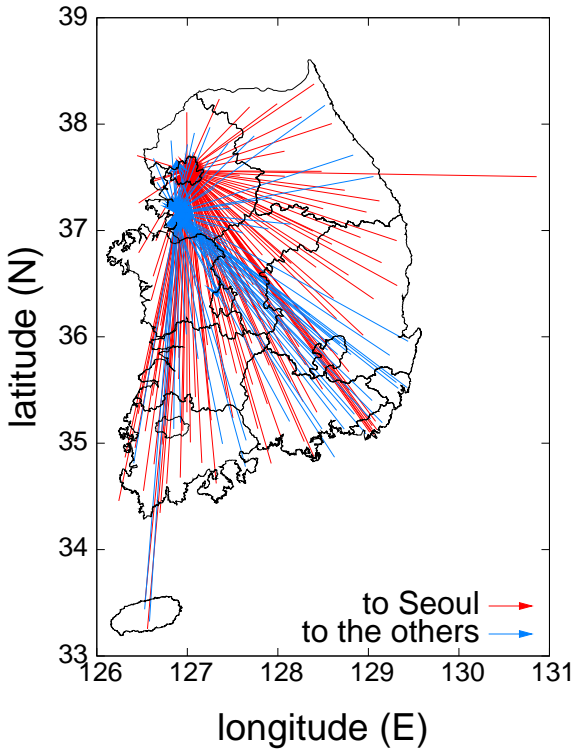 39
38
37
36
35
34
33
latitude (N)
to Seoul
to the others
126 127 128 129 130 131
longitude (E)